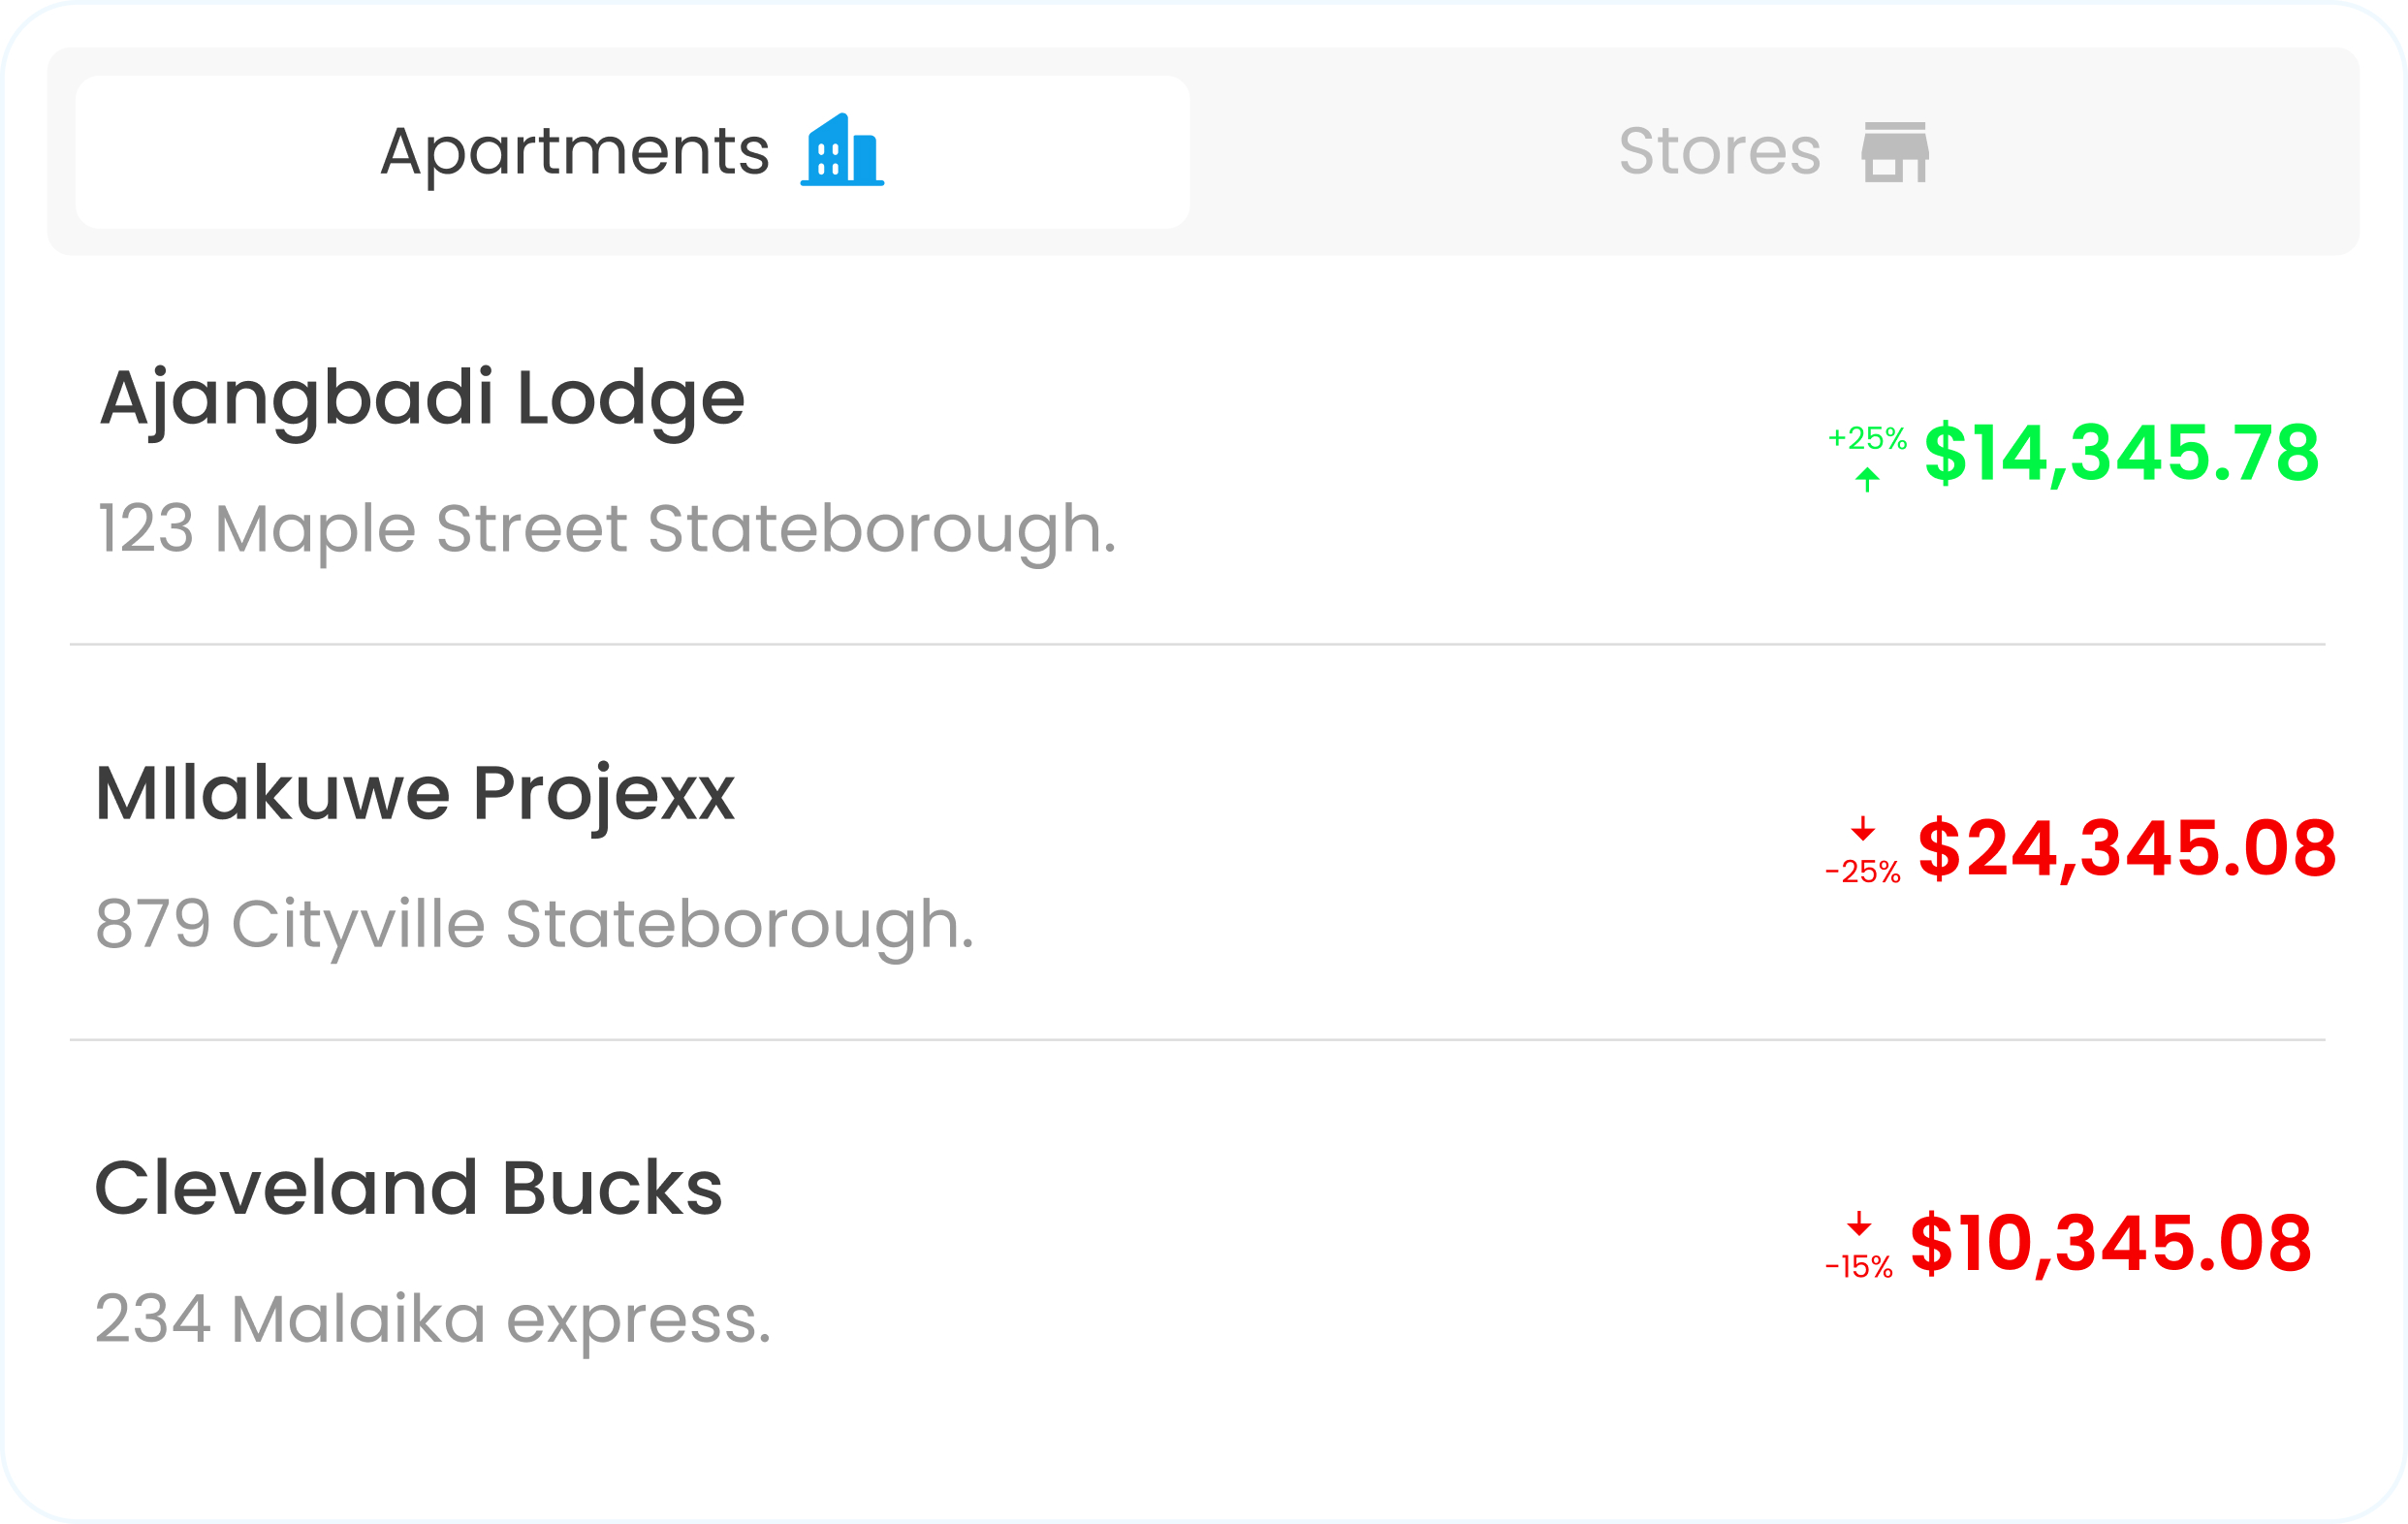 Apartments
Stores
Ajangbadi Lodge
+25% $14,345.78
123 Maple Street Stateborough.
MIlakuwe Projexx
-25% $24,345.08
879 Cityville Stateborough.
Cleveland Bucks
-15% $10,345.08
234 Malaika express.